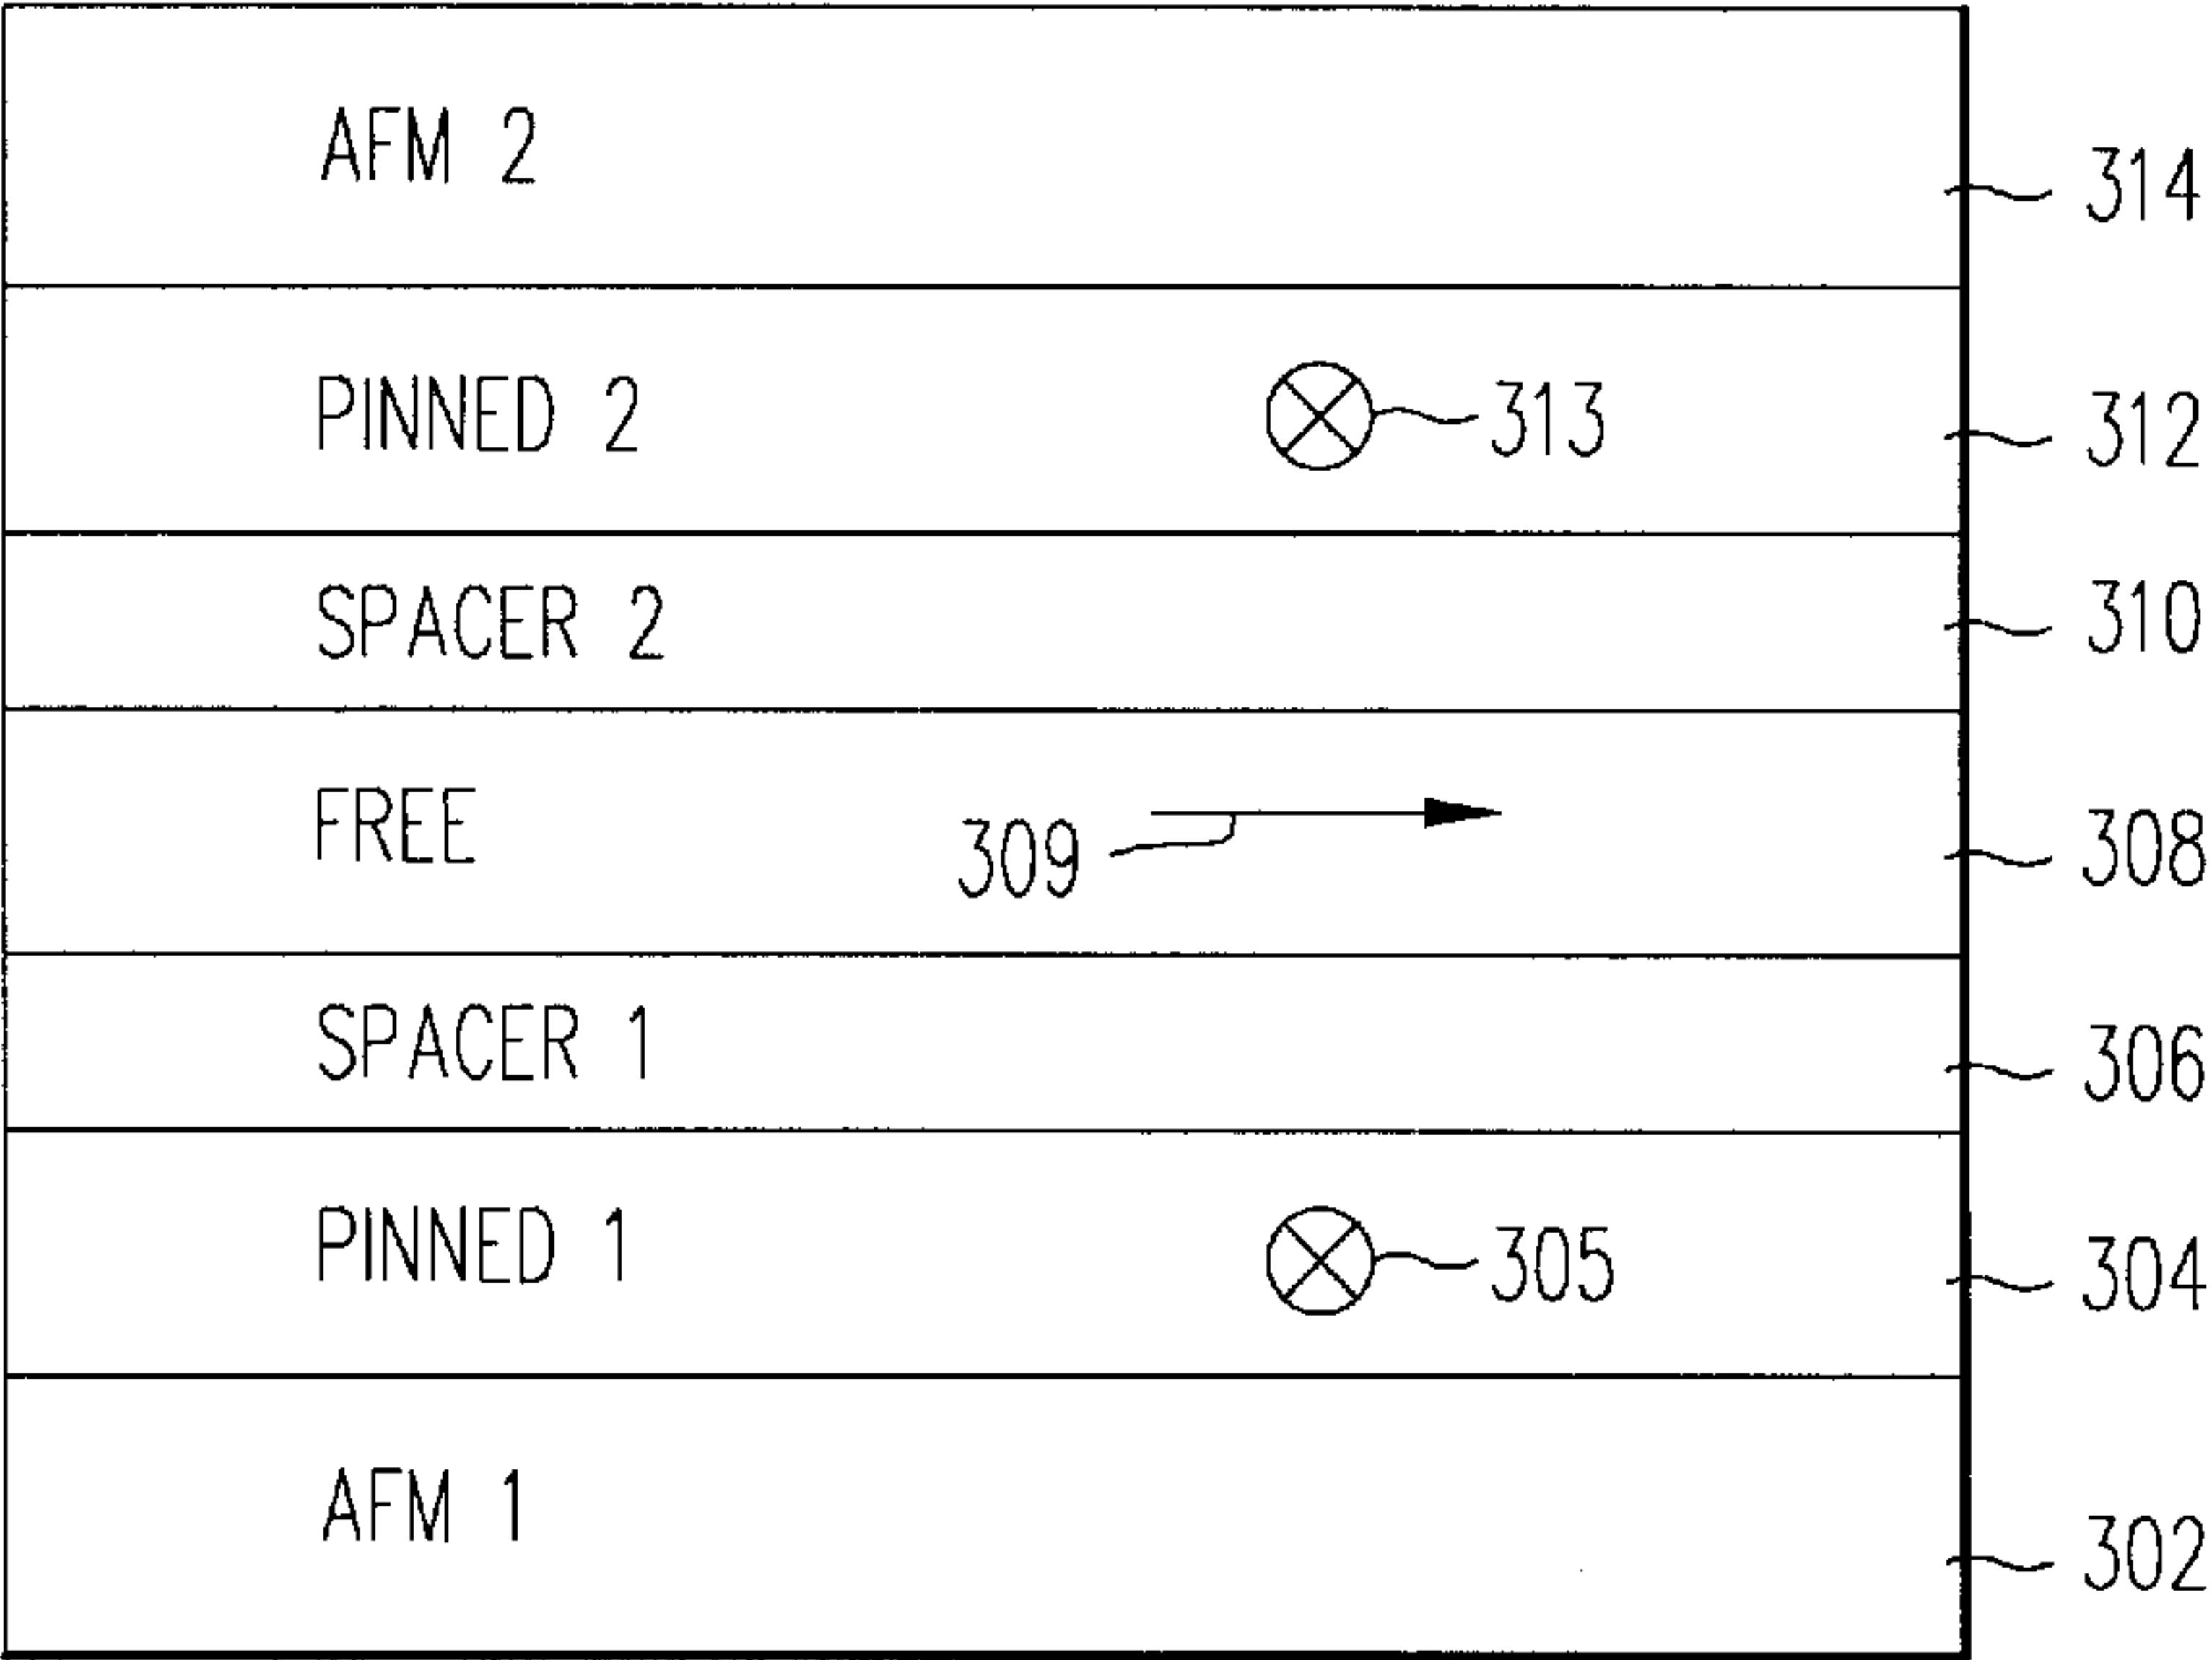 AFM 2
314
PINNED 2
313
312
SPACER 2
310
FREE
309
308
SPACER 1
306
PINNED 1
305
304
AFM 1
302